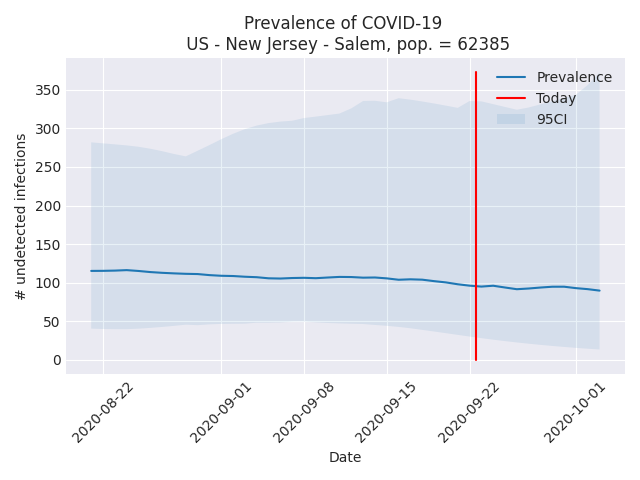 Prevalence of COVID-19
US - New Jersey - Salem, pop. = 62385
Prevalence
Today
95CI
350
300
250
200
150
100
50
0
# undetected infections
2020-08-22
2020-09-01
2020-09-08
2020-09-15
2020-09-22
2020-10-01
Date